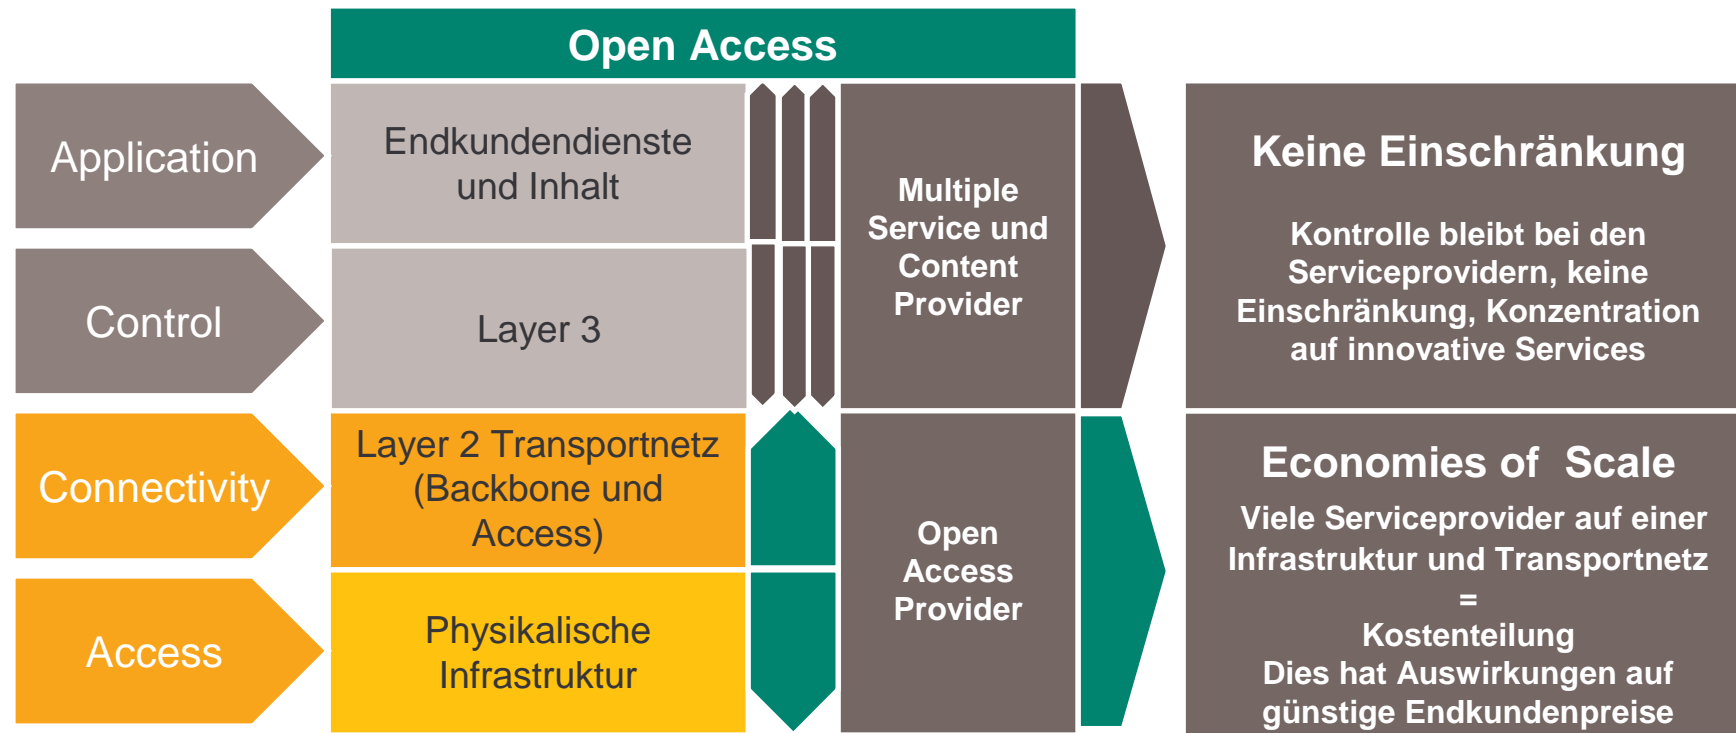 Open Access
Application
Endkundendienste
und Inhalt
Multiple
Service und
Content
Provider
Keine Einschränkung
Kontrolle bleibt bei den
Serviceprovidern, keine
Einschränkung, Konzentration
auf innovative Services
Control
Layer 3
Connectivity
Layer 2 Transportnetz
(Backbone und
Access)
Open
Access
Provider
Economies of Scale
Viele Serviceprovider auf einer
Infrastruktur und Transportnetz
=
Kostenteilung
Dies hat Auswirkungen auf
günstige Endkundenpreise
Access
Physikalische
Infrastruktur